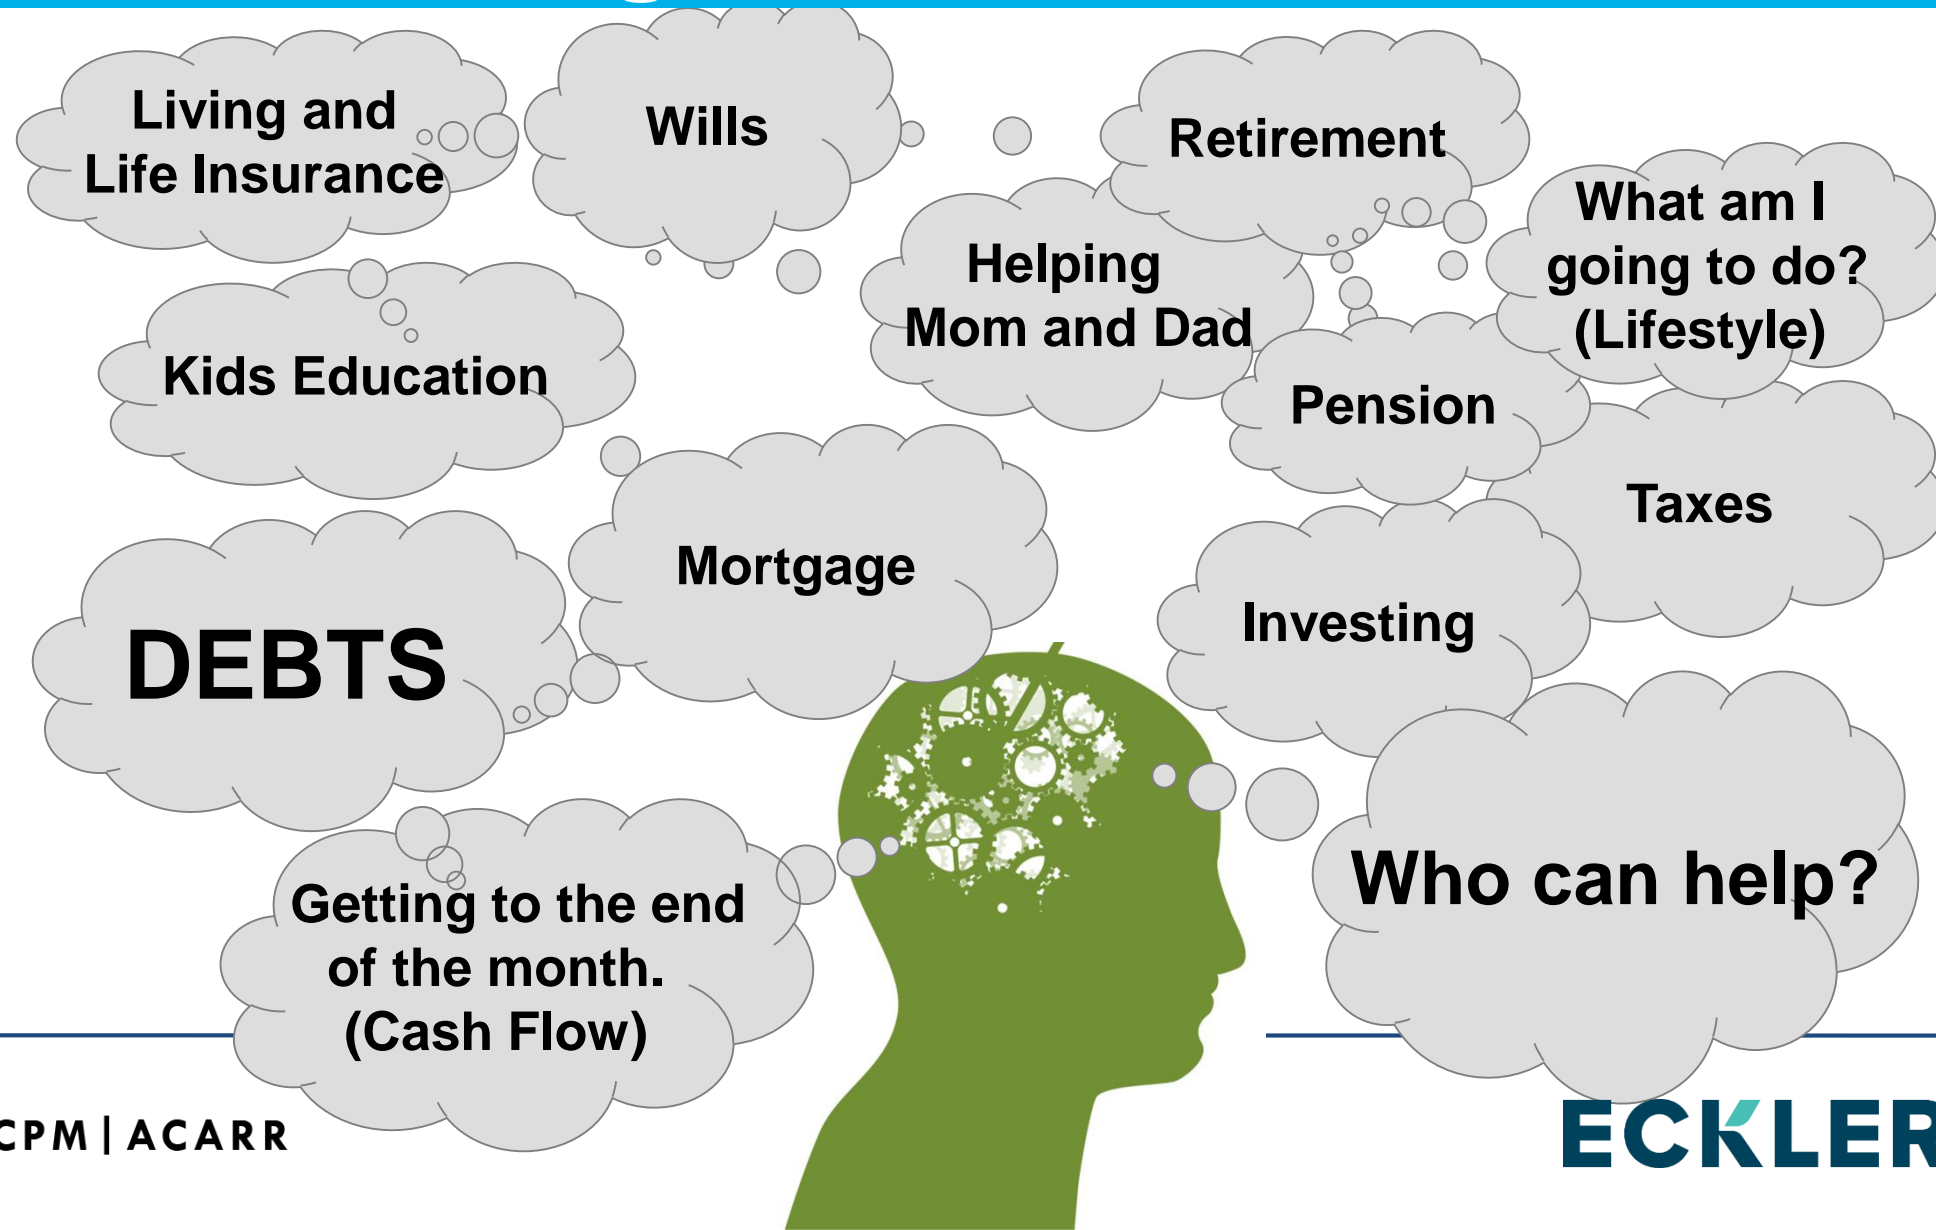 Living and
Life Insurance
Wills
Retirement
What am I
going to do?
(Lifestyle)
Helping
Mom and Dad
Kids Education
Pension
Taxes
Mortgage
Investing
DEBTS
Who can help?
Getting to the end
of the month.
(Cash Flow)
CPM | ACARR
ECKLER